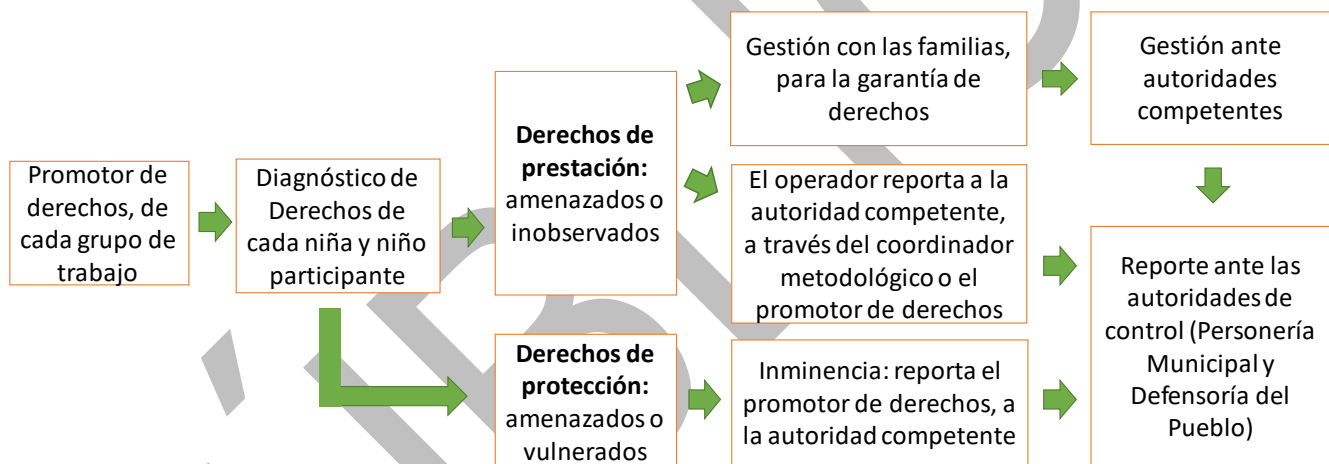 Promotor de
derechos, de
cada grupo de
trabajo
Diagnóstico de
Derechos de
cada niña y niño
participante
Derechos de
prestación:
amenazados o
inobservados
Gestión con las familias,
para la garantía de
derechos
Gestión ante
autoridades
competentes
El operador reporta a la
autoridad competente,
a través del coordinador
metodológico o el
promotor de derechos
Derechos de
protección:
amenazados o
vulnerados
Inminencia: reporta el
promotor de derechos, a
la autoridad competente
Reporte ante las
autoridades de
control (Personería
Municipal y
Defensoría del
Pueblo)